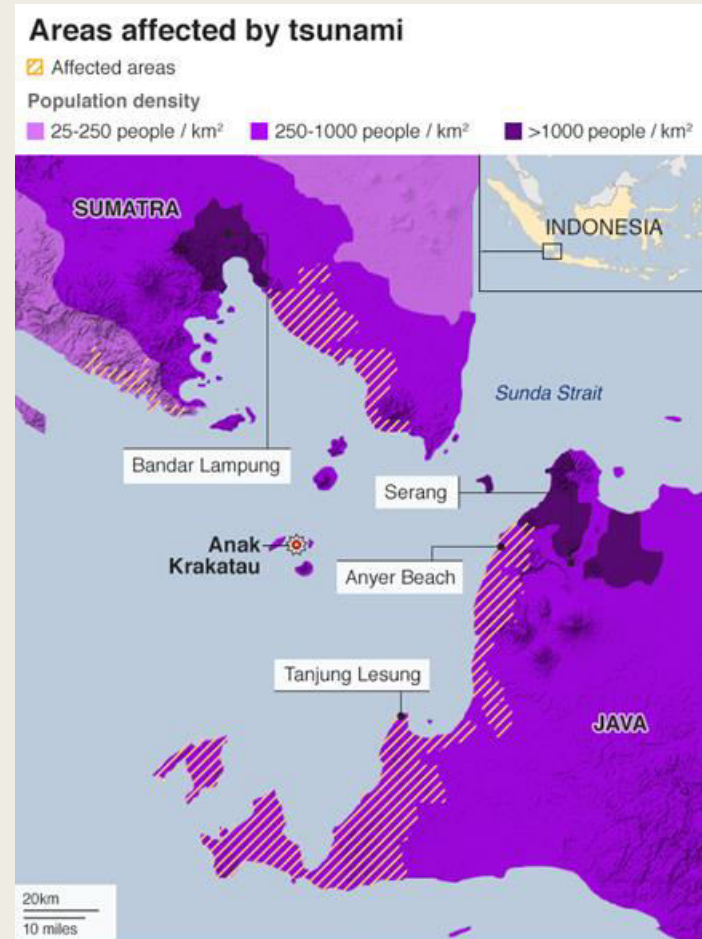 Areas affected by tsunami
Affected areas
Population density
25-250 people / km²
250-1000 people / km²
>1000 people / km²
SUMATRA
INDONESIA
Sunda Strait
Bandar Lampung
Serang
Anak
Krakatau
Anyer Beach
Tanjung Lesung
JAVA
20km
10 miles